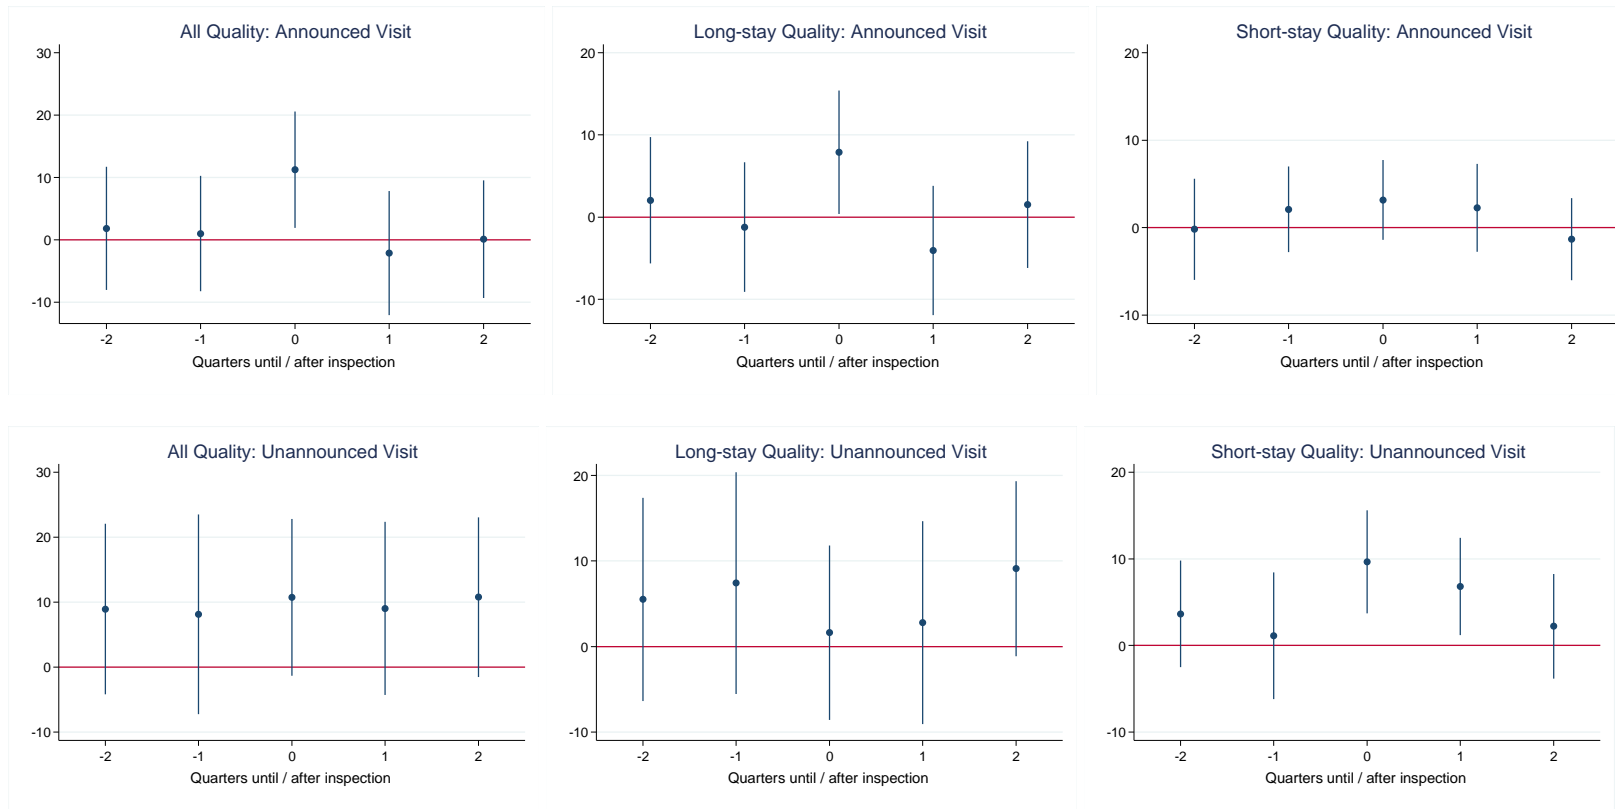 All Quality: Announced Visit
30
20
10
0
-10
-2 -1 0 1 2
Quarters until / after inspection
Long-stay Quality: Announced Visit
20
10
0
-10
-2 -1 0 1 2
Quarters until / after inspection
Short-stay Quality: Announced Visit
20
10
0
-10
-2 -1 0 1 2
Quarters until / after inspection
All Quality: Unannounced Visit
30
20
10
0
-10
-2 -1 0 1 2
Quarters until / after inspection
Long-stay Quality: Unannounced Visit
20
10
0
-10
-2 -1 0 1 2
Quarters until / after inspection
Short-stay Quality: Unannounced Visit
20
10
0
-10
-2 -1 0 1 2
Quarters until / after inspection